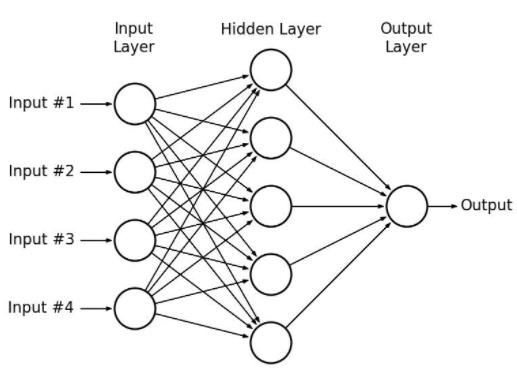 Input
Layer
Hidden Layer
Output
Layer
Input #1
Input #2
Input #3
Input #4
Output